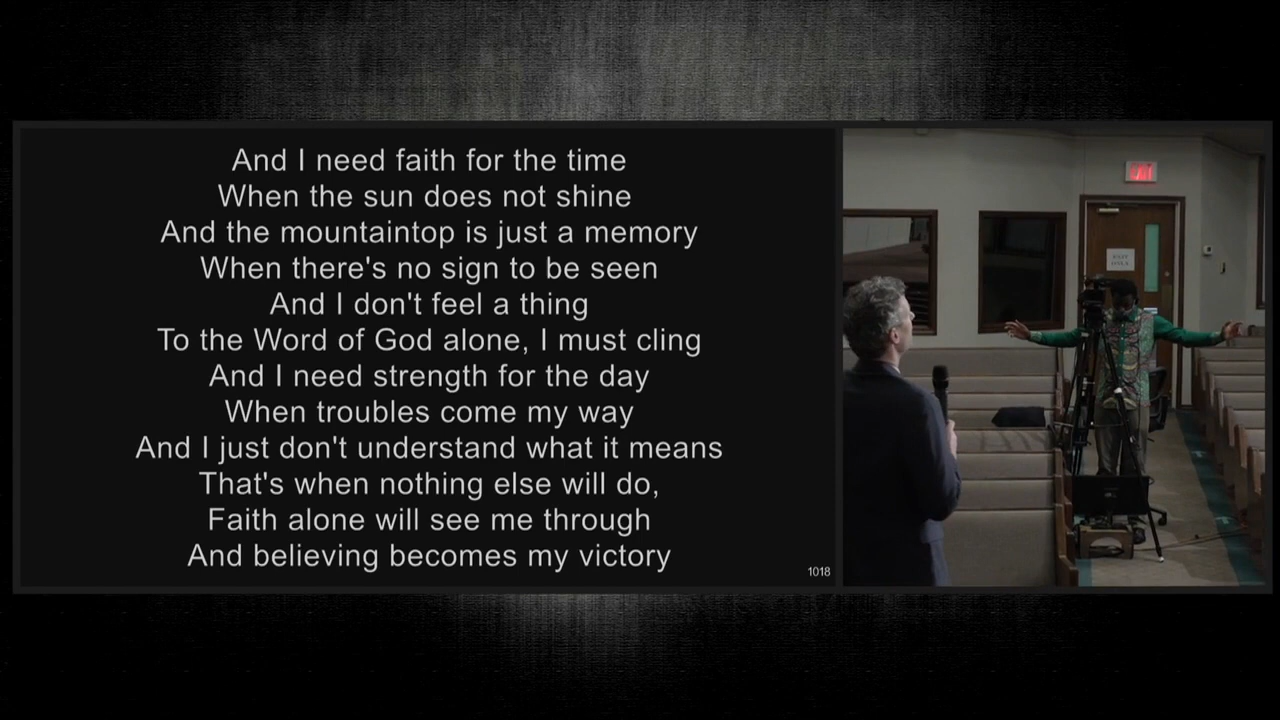 And I need faith for the time
When the sun does not shine
And the mountaintop is just a memory
When there's no sign to be seen
And I don't feel a thing
To the Word of God alone, I must cling
And I need strength for the day
When troubles come my way
And I just don't understand what it means
That's when nothing else will do,
Faith alone will see me through
And believing becomes my victory
1018